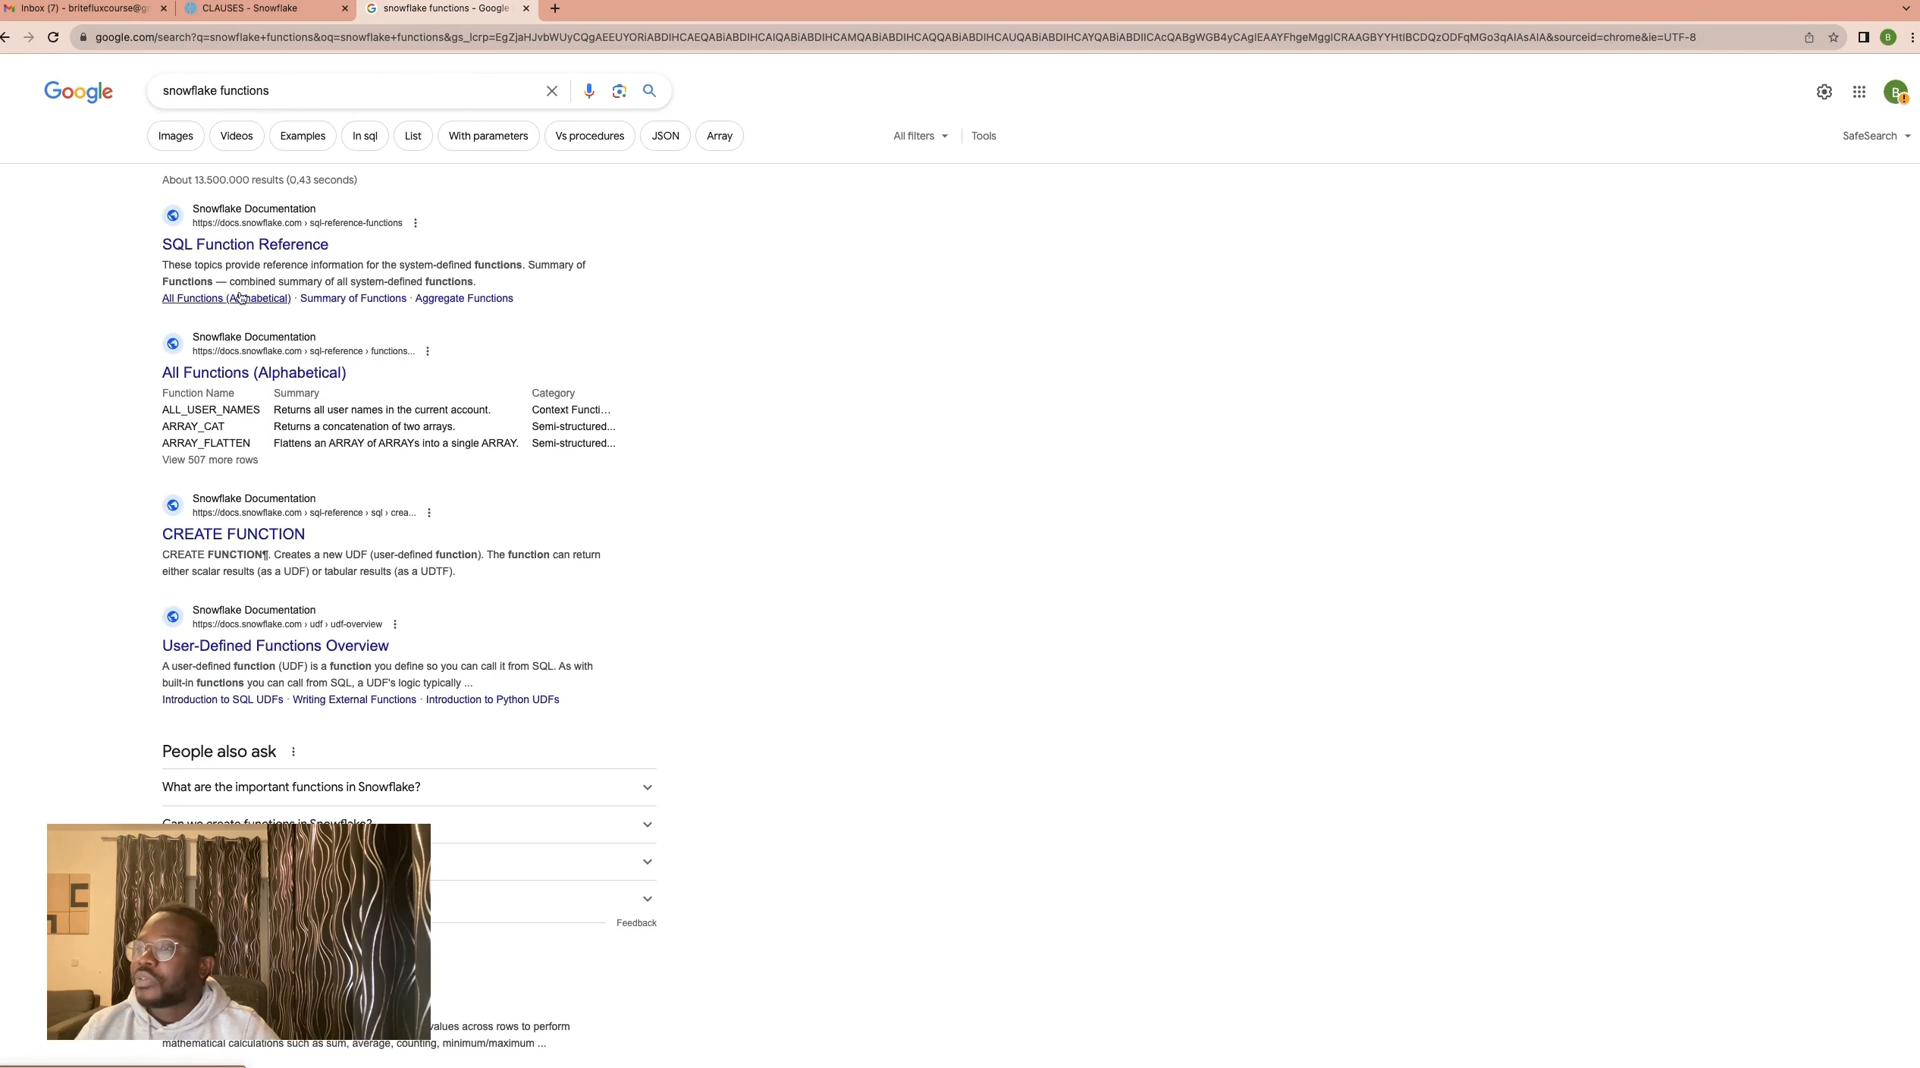 Inbox (7) - britefluxcourse@g
CLAUSES - Snowflake
snowflake functions - Google
google.com/search?q=snowflake+functions&oq=snowflake+functions&gs_lcrp=EgZjaHJvbWUyCQgAEEUYORiABDIHCAEQABiABDIHCAIQABiABDIHCAMQABiABDIHCAQQABiABDIHCAUQABiABDIHCAYQABiABDIICAcQABgWGB4yCAgIEAAYFhgeMggICRAAGBYYHtIBCDQzODFqMGo3qAIAsAIA&sourceid=chrome&ie=UTF-8
B
Google
snowflake functions
B
Images
Videos
Examples
In sql
List
With parameters
Vs procedures
JSON
Array
All filters
Tools
SafeSearch
About 13.500.000 results (0,43 seconds)
Snowflake Documentation
https://docs.snowflake.com › sql-reference-functions
SQL Function Reference
These topics provide reference information for the system-defined functions. Summary of
Functions — combined summary of all system-defined functions.
All Functions (Alphabetical) · Summary of Functions · Aggregate Functions
Snowflake Documentation
https://docs.snowflake.com › sql-reference › functions...
All Functions (Alphabetical)
Function Name Summary Category
ALL_USER_NAMES Returns all user names in the current account. Context Functi...
ARRAY_CAT Returns a concatenation of two arrays. Semi-structured...
ARRAY_FLATTEN Flattens an ARRAY of ARRAYs into a single ARRAY. Semi-structured...
View 507 more rows
Snowflake Documentation
https://docs.snowflake.com › sql-reference › sql › crea...
CREATE FUNCTION
CREATE FUNCTION¶. Creates a new UDF (user-defined function). The function can return
either scalar results (as a UDF) or tabular results (as a UDTF).
Snowflake Documentation
https://docs.snowflake.com › udf › udf-overview
User-Defined Functions Overview
A user-defined function (UDF) is a function you define so you can call it from SQL. As with
built-in functions you can call from SQL, a UDF's logic typically ...
Introduction to SQL UDFs · Writing External Functions · Introduction to Python UDFs
People also ask
What are the important functions in Snowflake?
Can we create functions in Snowflake?
Feedback
values across rows to perform
mathematical calculations such as sum, average, counting, minimum/maximum ...